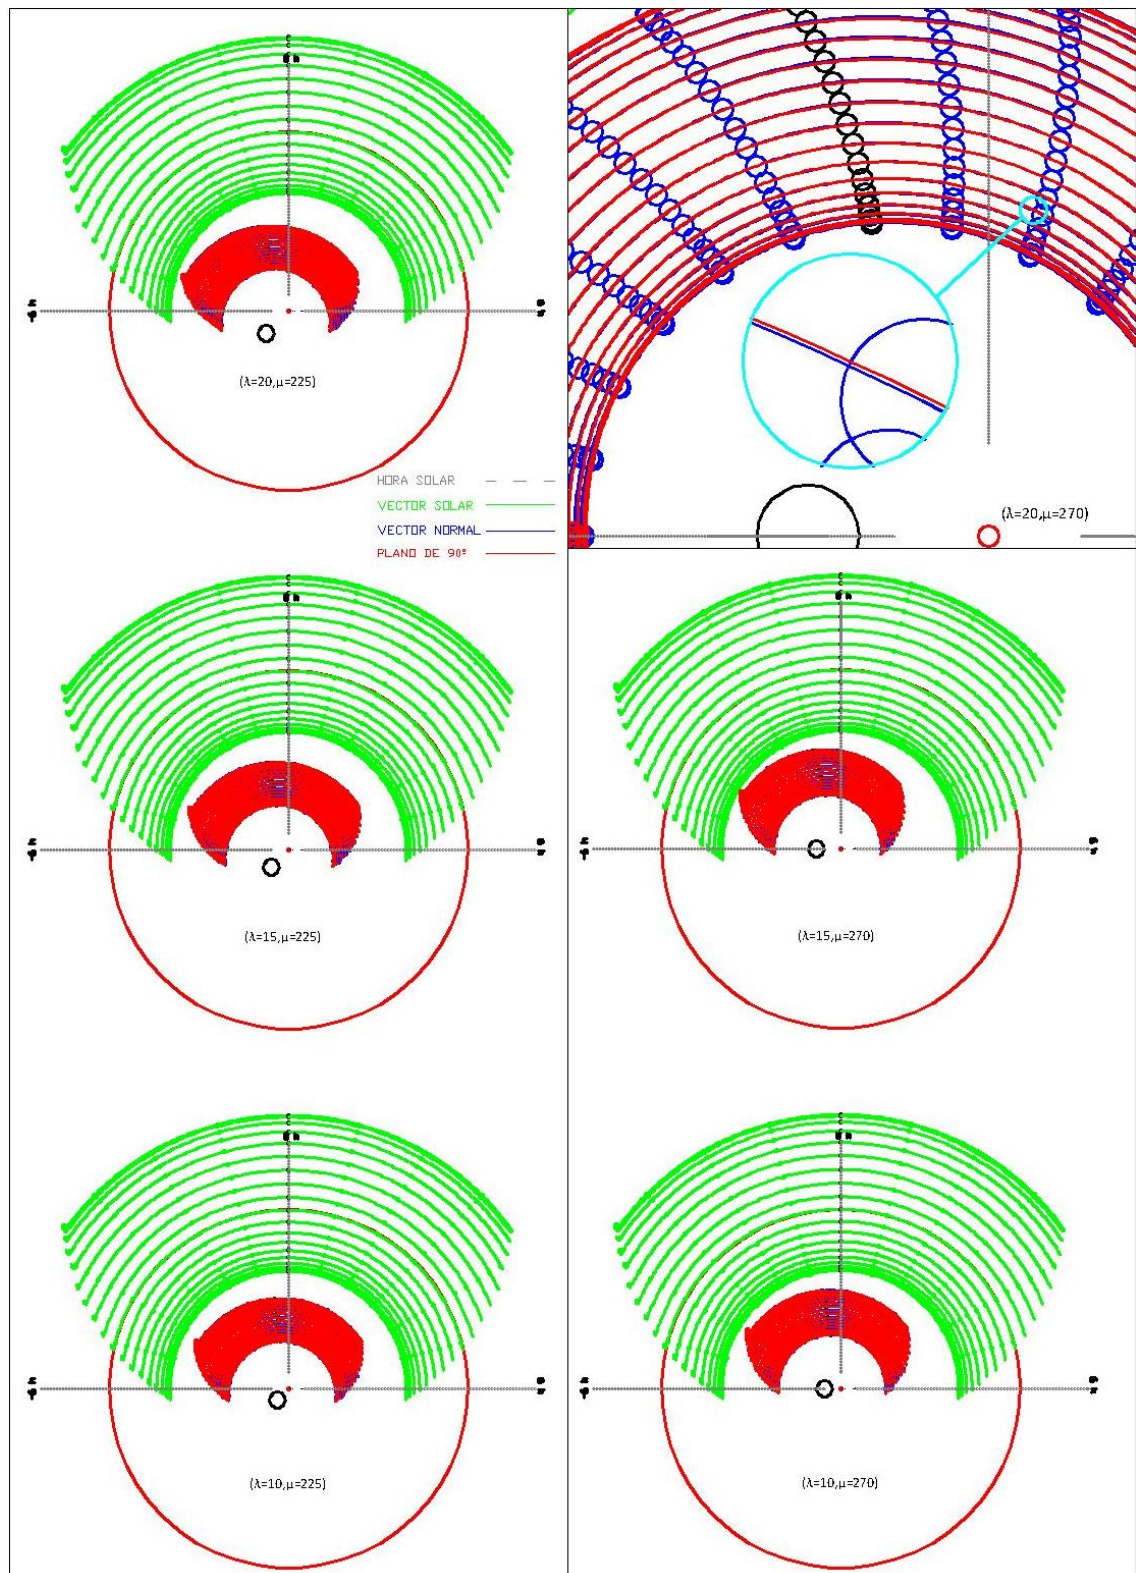 (λ=20,μ=225)
(λ=20,μ=270)
HORA SOLAR
VECTOR SOLAR
VECTOR NORMAL
PLANO DE 90º
(λ=15,μ=225)
(λ=15,μ=270)
(λ=10,μ=225)
(λ=10,μ=270)